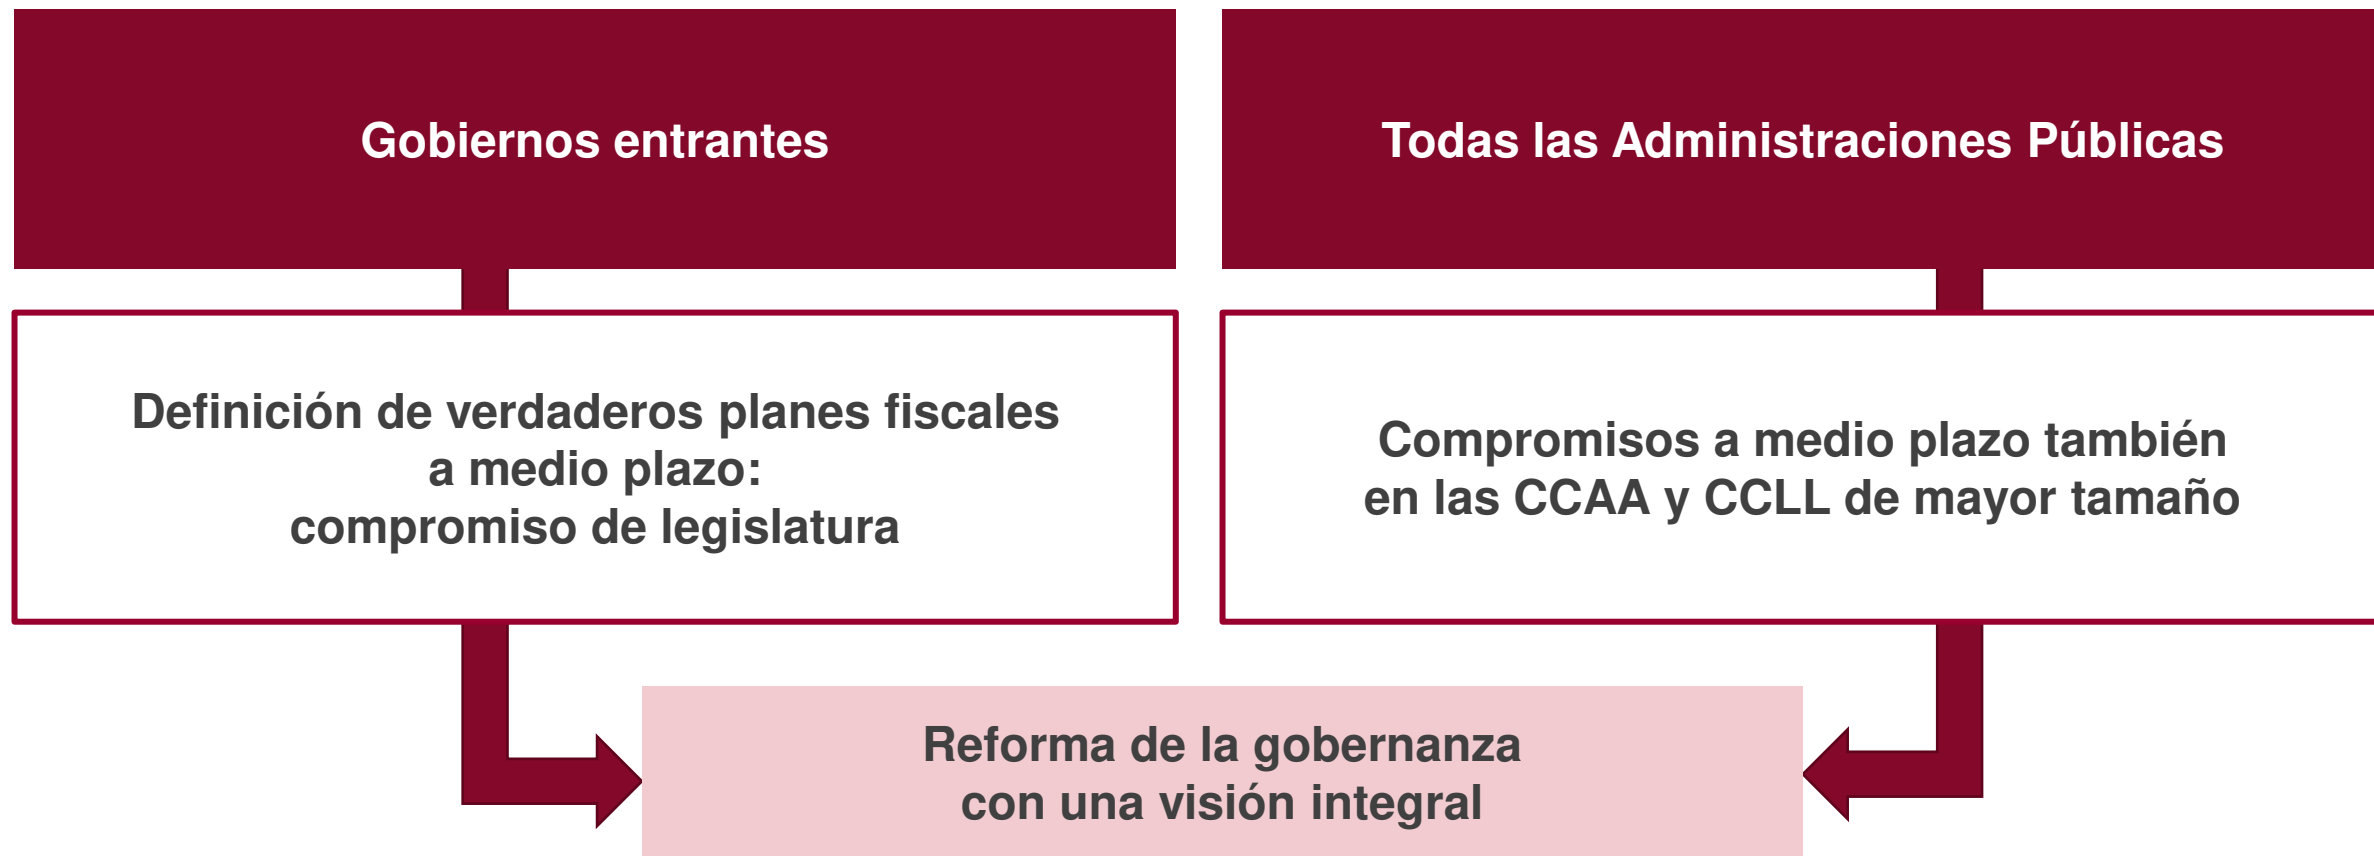 Gobiernos entrantes
Todas las Administraciones Públicas
Definición de verdaderos planes fiscales
a medio plazo:
compromiso de legislatura
Compromisos a medio plazo también
en las CCAA y CCLL de mayor tamaño
Reforma de la gobernanza
con una visión integral